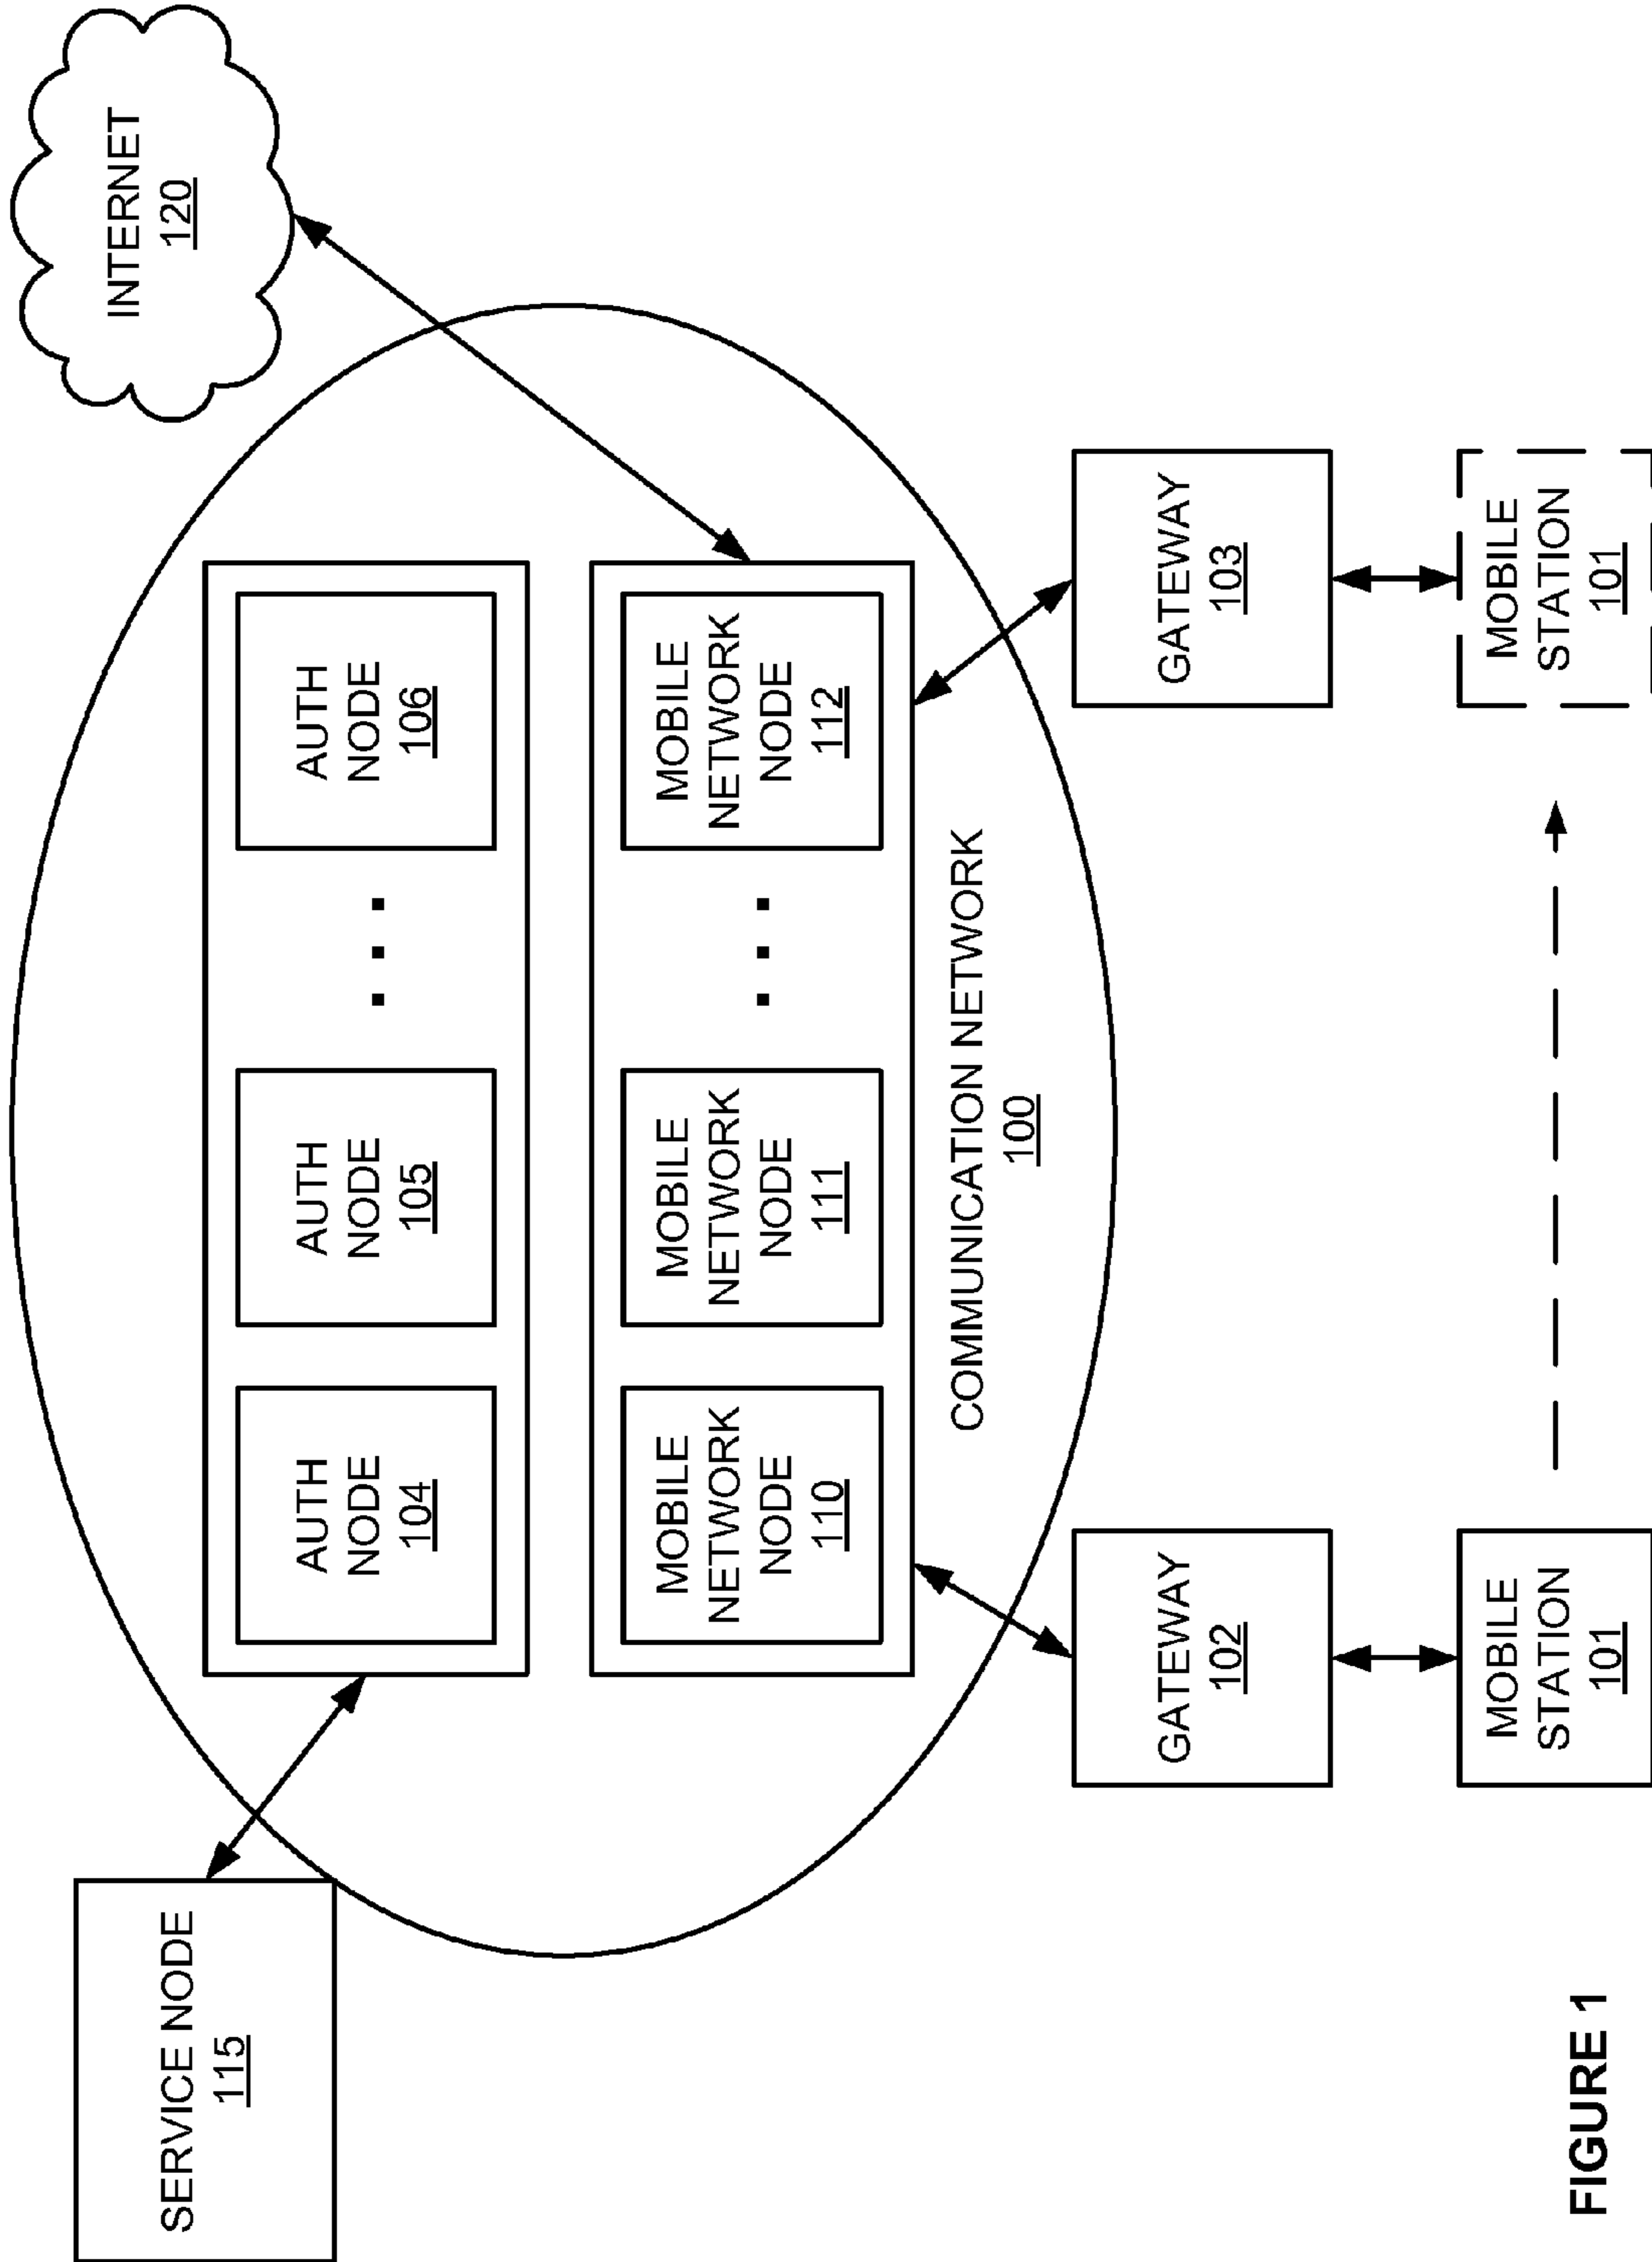 SERVICE NODE
115
INTERNET
120
AUTH
NODE
104
AUTH
NODE
105
. . .
AUTH
NODE
106
MOBILE
NETWORK
NODE
110
MOBILE
NETWORK
NODE
111
. . .
MOBILE
NETWORK
NODE
112
COMMUNICATION NETWORK
100
GATEWAY
102
GATEWAY
103
MOBILE
STATION
101
MOBILE
STATION
101
FIGURE 1